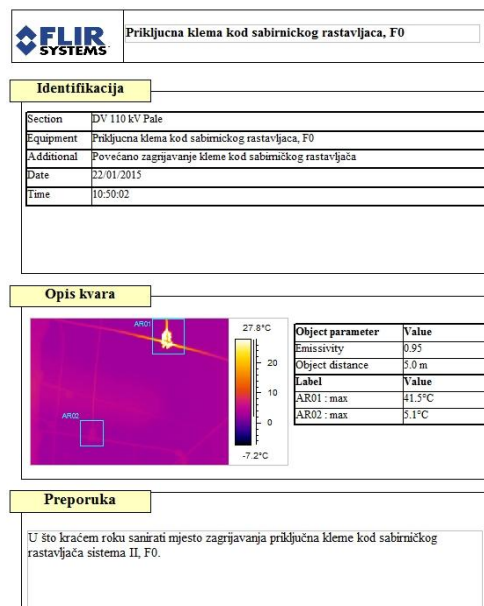 FLIR
SYSTEMS
Prikljucna klema kod sabirnickog rastavljaca, F0
Identifikacija
Section DV 110 kV Pale
Equipment Prikljucna klema kod sabirnickog rastavljaca, F0
Additional Povećano zagrijavanje kleme kod sabirničkog rastavljača
Date 22/01/2015
Time 10:50:02
Opis kvara
AR01
AR02
27.8°C
20
10
0
-7.2°C
Object parameter Value
Emissivity 0.95
Object distance 5.0 m
Label Value
AR01 : max 41.5°C
AR02 : max 5.1°C
Preporuka
U što kraćem roku sanirati mjesto zagrijavanja priključna kleme kod sabirničkog
rastavljača sistema II, F0.